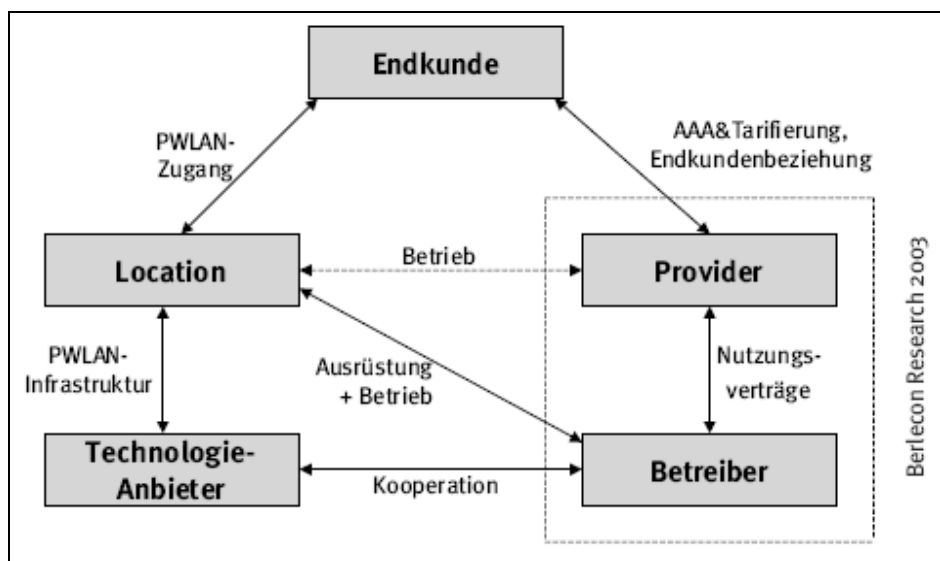 Endkunde
PWLAN-
Zugang
AAA&Tarifierung,
Endkundenbeziehung
Location
Betrieb
Provider
PWLAN-
Infrastruktur
Ausrüstung
+ Betrieb
Nutzungs-
verträge
Technologie-
Anbieter
Kooperation
Betreiber
Berlecon Research 2003